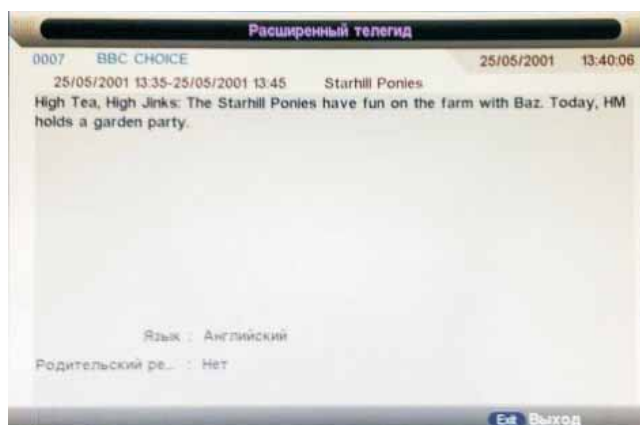 Расширенный телегид
0007 BBC CHOICE 25/05/2001 13:40:06
25/05/2001 13:35-25/05/2001 13:45 Starhill Ponies
High Tea, High Jinks: The Starhill Ponies have fun on the farm with Baz. Today, HM
holds a garden party.
Язык : Английский
Родительский ре... : Нет
Exit Выход